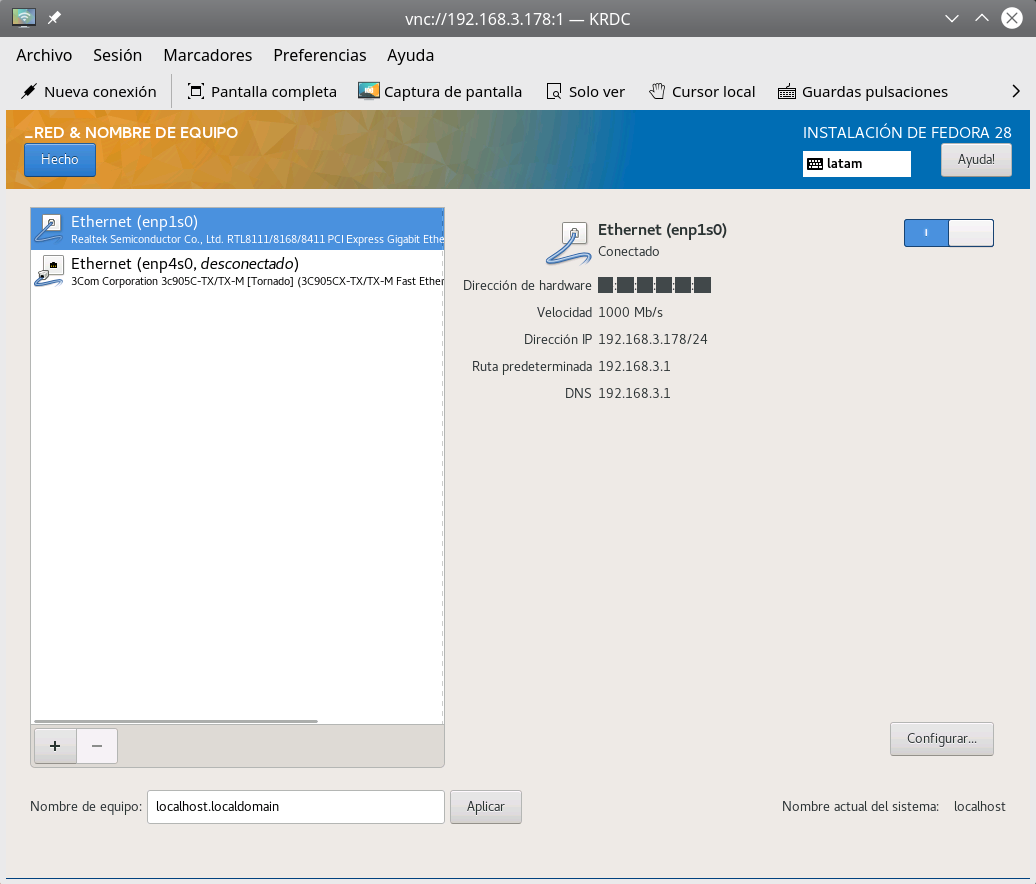 vnc://192.168.3.178:1 — KRDC
Archivo Sesión Marcadores Preferencias Ayuda
Nueva conexión Pantalla completa Captura de pantalla Solo ver Cursor local Guardas pulsaciones
_RED & NOMBRE DE EQUIPO
INSTALACIÓN DE FEDORA 28
Hecho
latam
Ayuda!
Ethernet (enp1s0)
Realtek Semiconductor Co., Ltd. RTL8111/8168/8411 PCI Express Gigabit Ethe
Ethernet (enp4s0, desconectado)
3Com Corporation 3c905C-TX/TX-M [Tornado] (3C905CX-TX/TX-M Fast Ether
Ethernet (enp1s0)
Conectado
Dirección de hardware
Velocidad 1000 Mb/s
Dirección IP 192.168.3.178/24
Ruta predeterminada 192.168.3.1
DNS 192.168.3.1
+ −
Configurar...
Nombre de equipo: localhost.localdomain Aplicar
Nombre actual del sistema: localhost